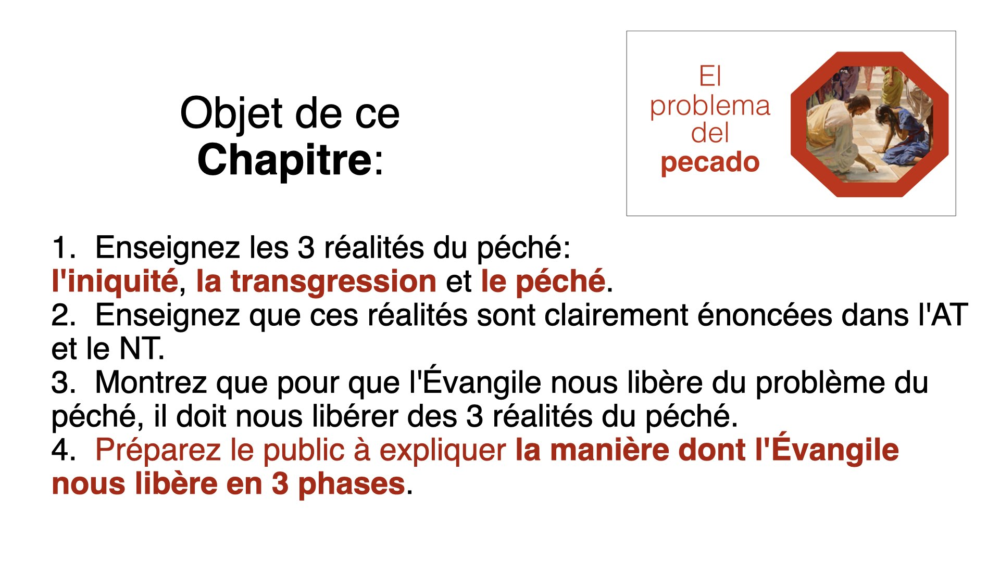 Objet de ce
Chapitre:
El
problema
del
pecado
1. Enseignez les 3 réalités du péché:
l'iniquité, la transgression et le péché.
2. Enseignez que ces réalités sont clairement énoncées dans l'AT
et le NT.
3. Montrez que pour que l'Évangile nous libère du problème du
péché, il doit nous libérer des 3 réalités du péché.
4. Préparez le public à expliquer la manière dont l'Évangile
nous libère en 3 phases.